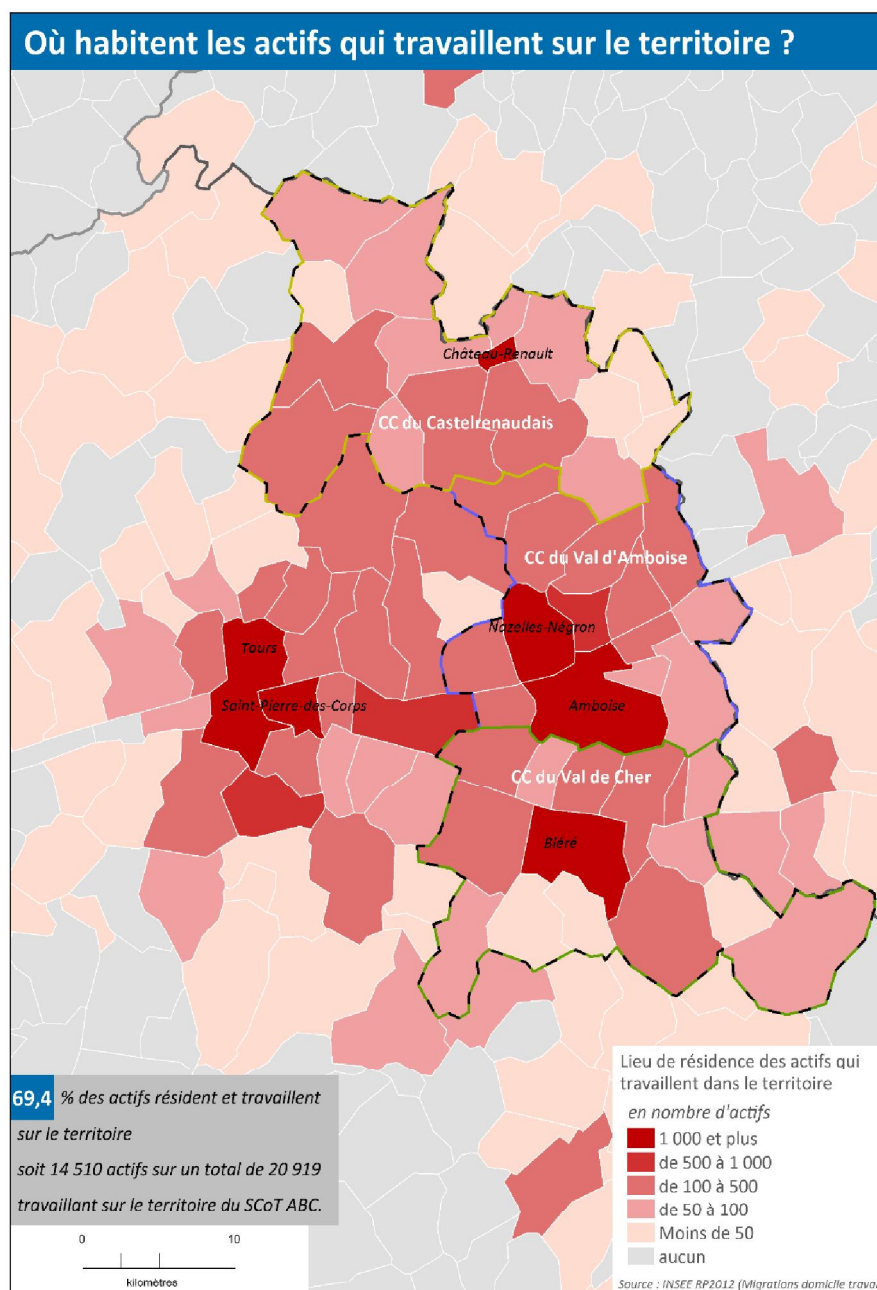 Où habitent les actifs qui travaillent sur le territoire ?
Château-Renault
CC du Castelrenaudais
CC du Val d'Amboise
Nazelles-Négron
Tours
Saint-Pierre-des-Corps
Amboise
CC du Val de Cher
Bléré
69,4 % des actifs résident et travaillent
sur le territoire
soit 14 510 actifs sur un total de 20 919
travaillant sur le territoire du SCoT ABC.
0 10
kilomètres
Lieu de résidence des actifs qui
travaillent dans le territoire
en nombre d'actifs
1 000 et plus
de 500 à 1 000
de 100 à 500
de 50 à 100
Moins de 50
aucun
Source : INSEE RP2012 (Migrations domicile trava